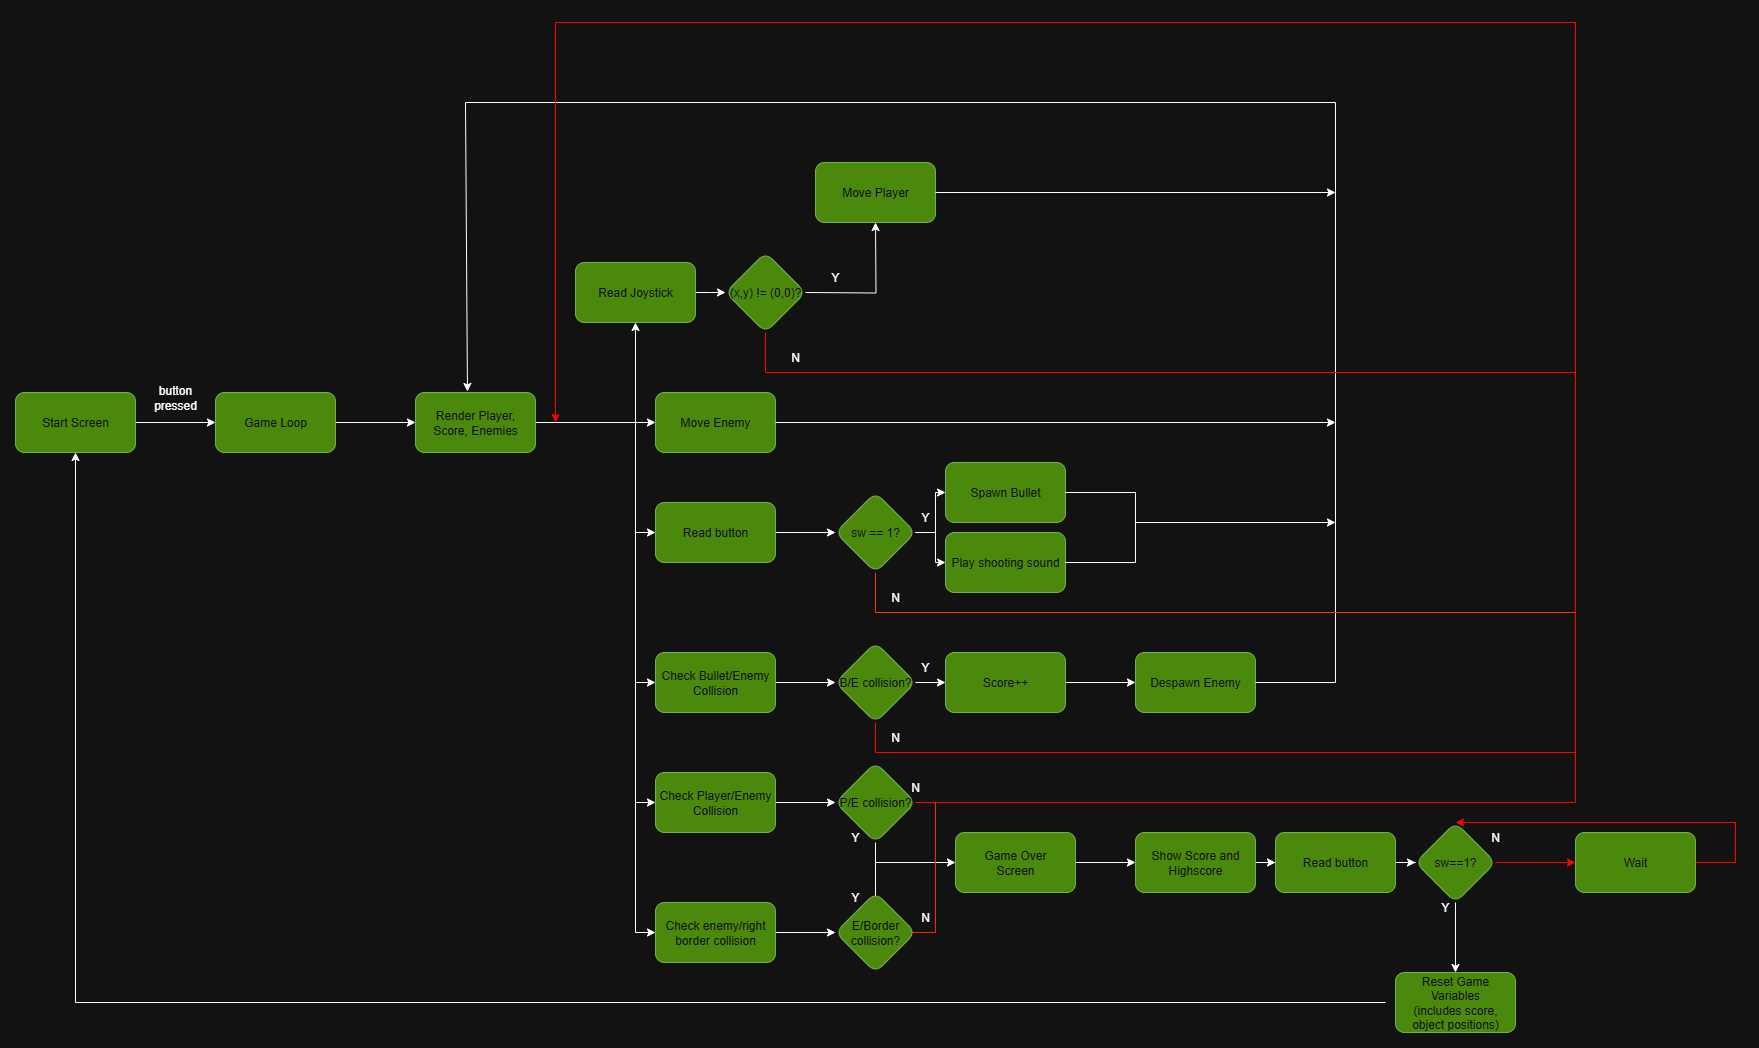 Move Player
Read Joystick
(x,y) != (0,0)?
Y
N
Start Screen
button
pressed
Game Loop
Render Player,
Score, Enemies
Move Enemy
Read button
sw == 1?
Y
Spawn Bullet
Play shooting sound
N
Check Bullet/Enemy
Collision
B/E collision?
Y
Score++
Despawn Enemy
N
Check Player/Enemy
Collision
P/E collision?
N
Y
Game Over
Screen
Show Score and
Highscore
Read button
sw==1?
N
Wait
Y
Check enemy/right
border collision
E/Border
collision?
Y
N
Reset Game
Variables
(includes score,
object positions)